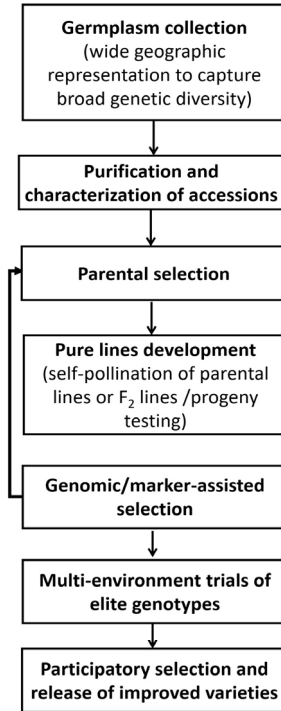 Germplasm collection
(wide geographic
representation to capture
broad genetic diversity)
Purification and
characterization of accessions
Parental selection
Pure lines development
(self-pollination of parental
lines or F₂ lines /progeny
testing)
Genomic/marker-assisted
selection
Multi-environment trials of
elite genotypes
Participatory selection and
release of improved varieties